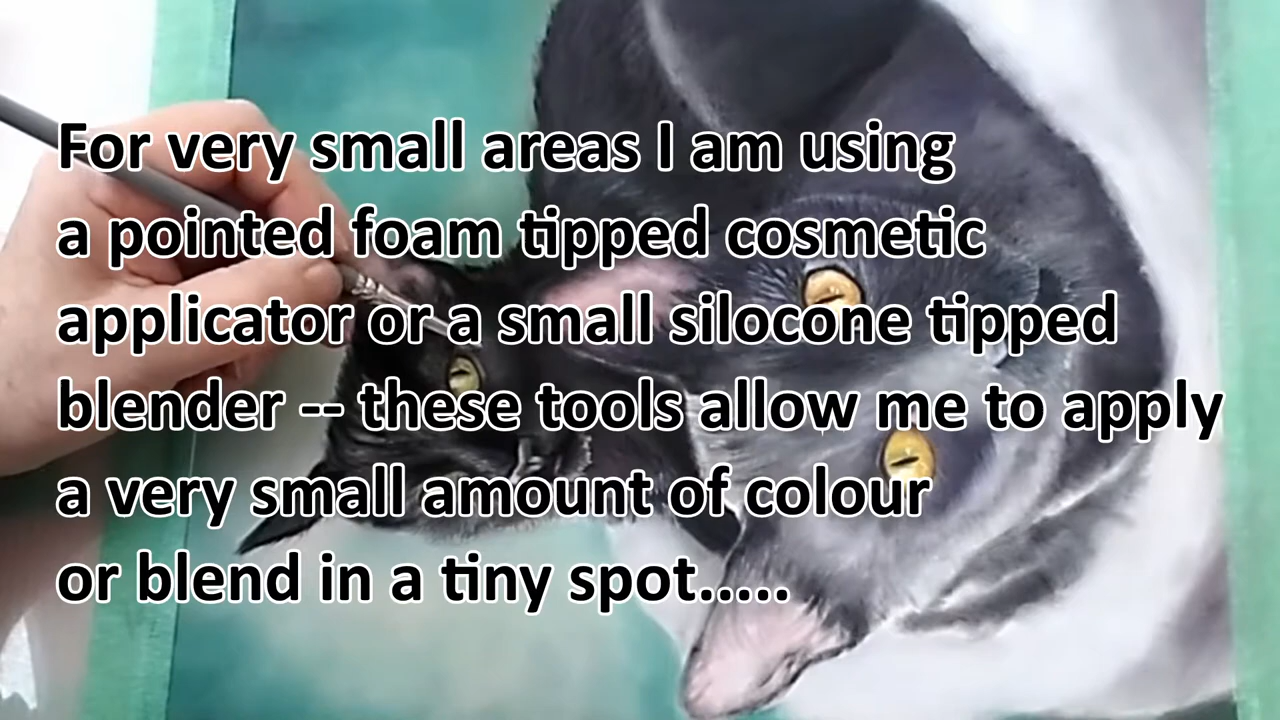 For very small areas I am using
a pointed foam tipped cosmetic
applicator or a small silocone tipped
blender -- these tools allow me to apply
a very small amount of colour
or blend in a tiny spot.....